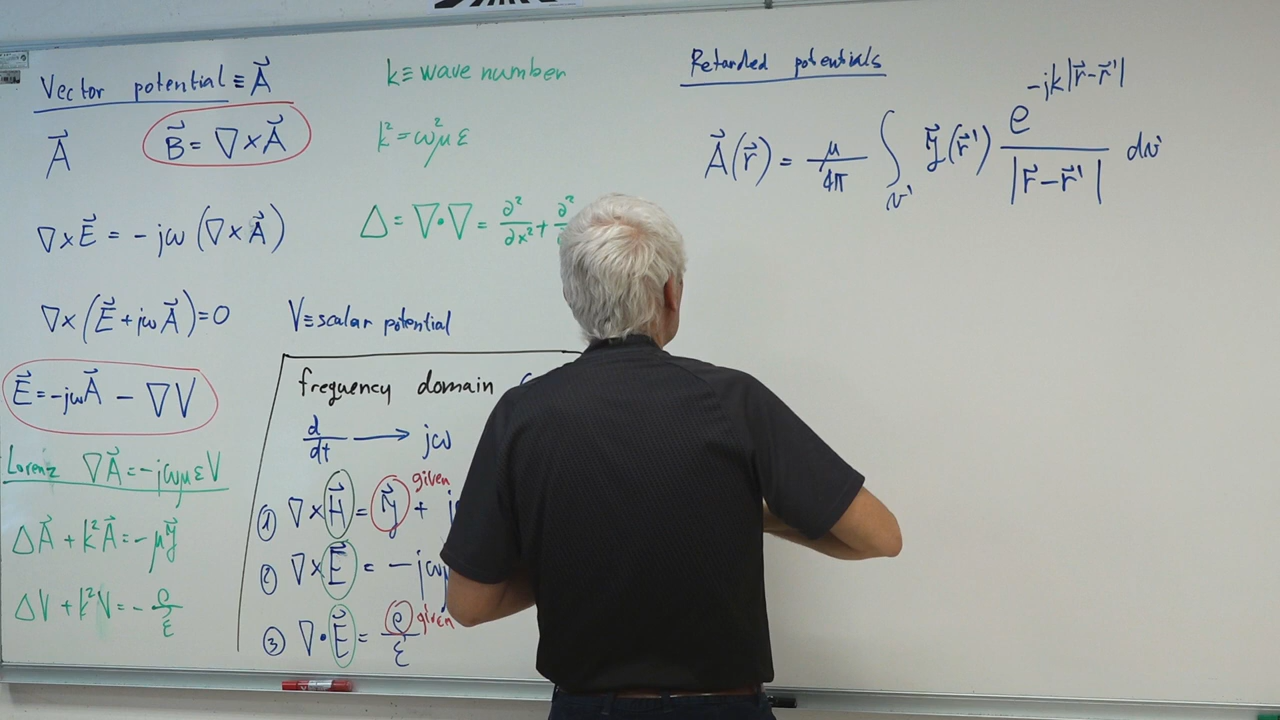 Vector potential ≡ A⃗
A⃗
B⃗ = ∇×A⃗
∇×E⃗ = -jω (∇×A⃗)
∇×(E⃗ + jωA⃗)=0
E⃗=-jωA⃗ - ∇V
Lorenz ∇A⃗=-jωμεV
ΔA⃗ + k²A⃗=-μJ⃗
ΔV + k²V=-ρ/ε
k≡wave number
k²=ω²με
Δ= ∇·∇= ∂²/∂x² +
V≡scalar potential
frequency domain
d/dt → jω
given
① ∇×H⃗ = J⃗ +
② ∇×E⃗ = -jω
③ ∇·E⃗ = ρ/ε given
Retarded potentials
A⃗(r⃗) = μ/4π ∫v' J⃗(r⃗') e^(-jk|r⃗-r⃗'|)/|r⃗-r⃗'| dv'